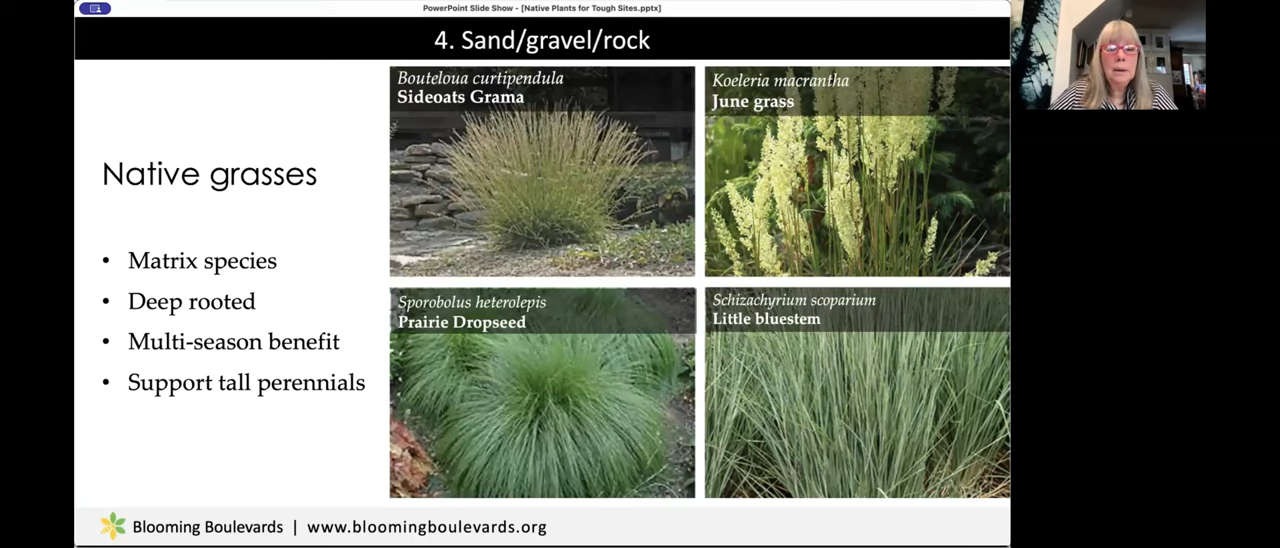 PowerPoint Slide Show - [Native Plants for Tough Sites.pptx]
4. Sand/gravel/rock
Native grasses
• Matrix species
• Deep rooted
• Multi-season benefit
• Support tall perennials
Bouteloua curtipendula
Sideoats Grama
Koeleria macrantha
June grass
Sporobolus heterolepis
Prairie Dropseed
Schizachyrium scoparium
Little bluestem
Blooming Boulevards | www.bloomingboulevards.org